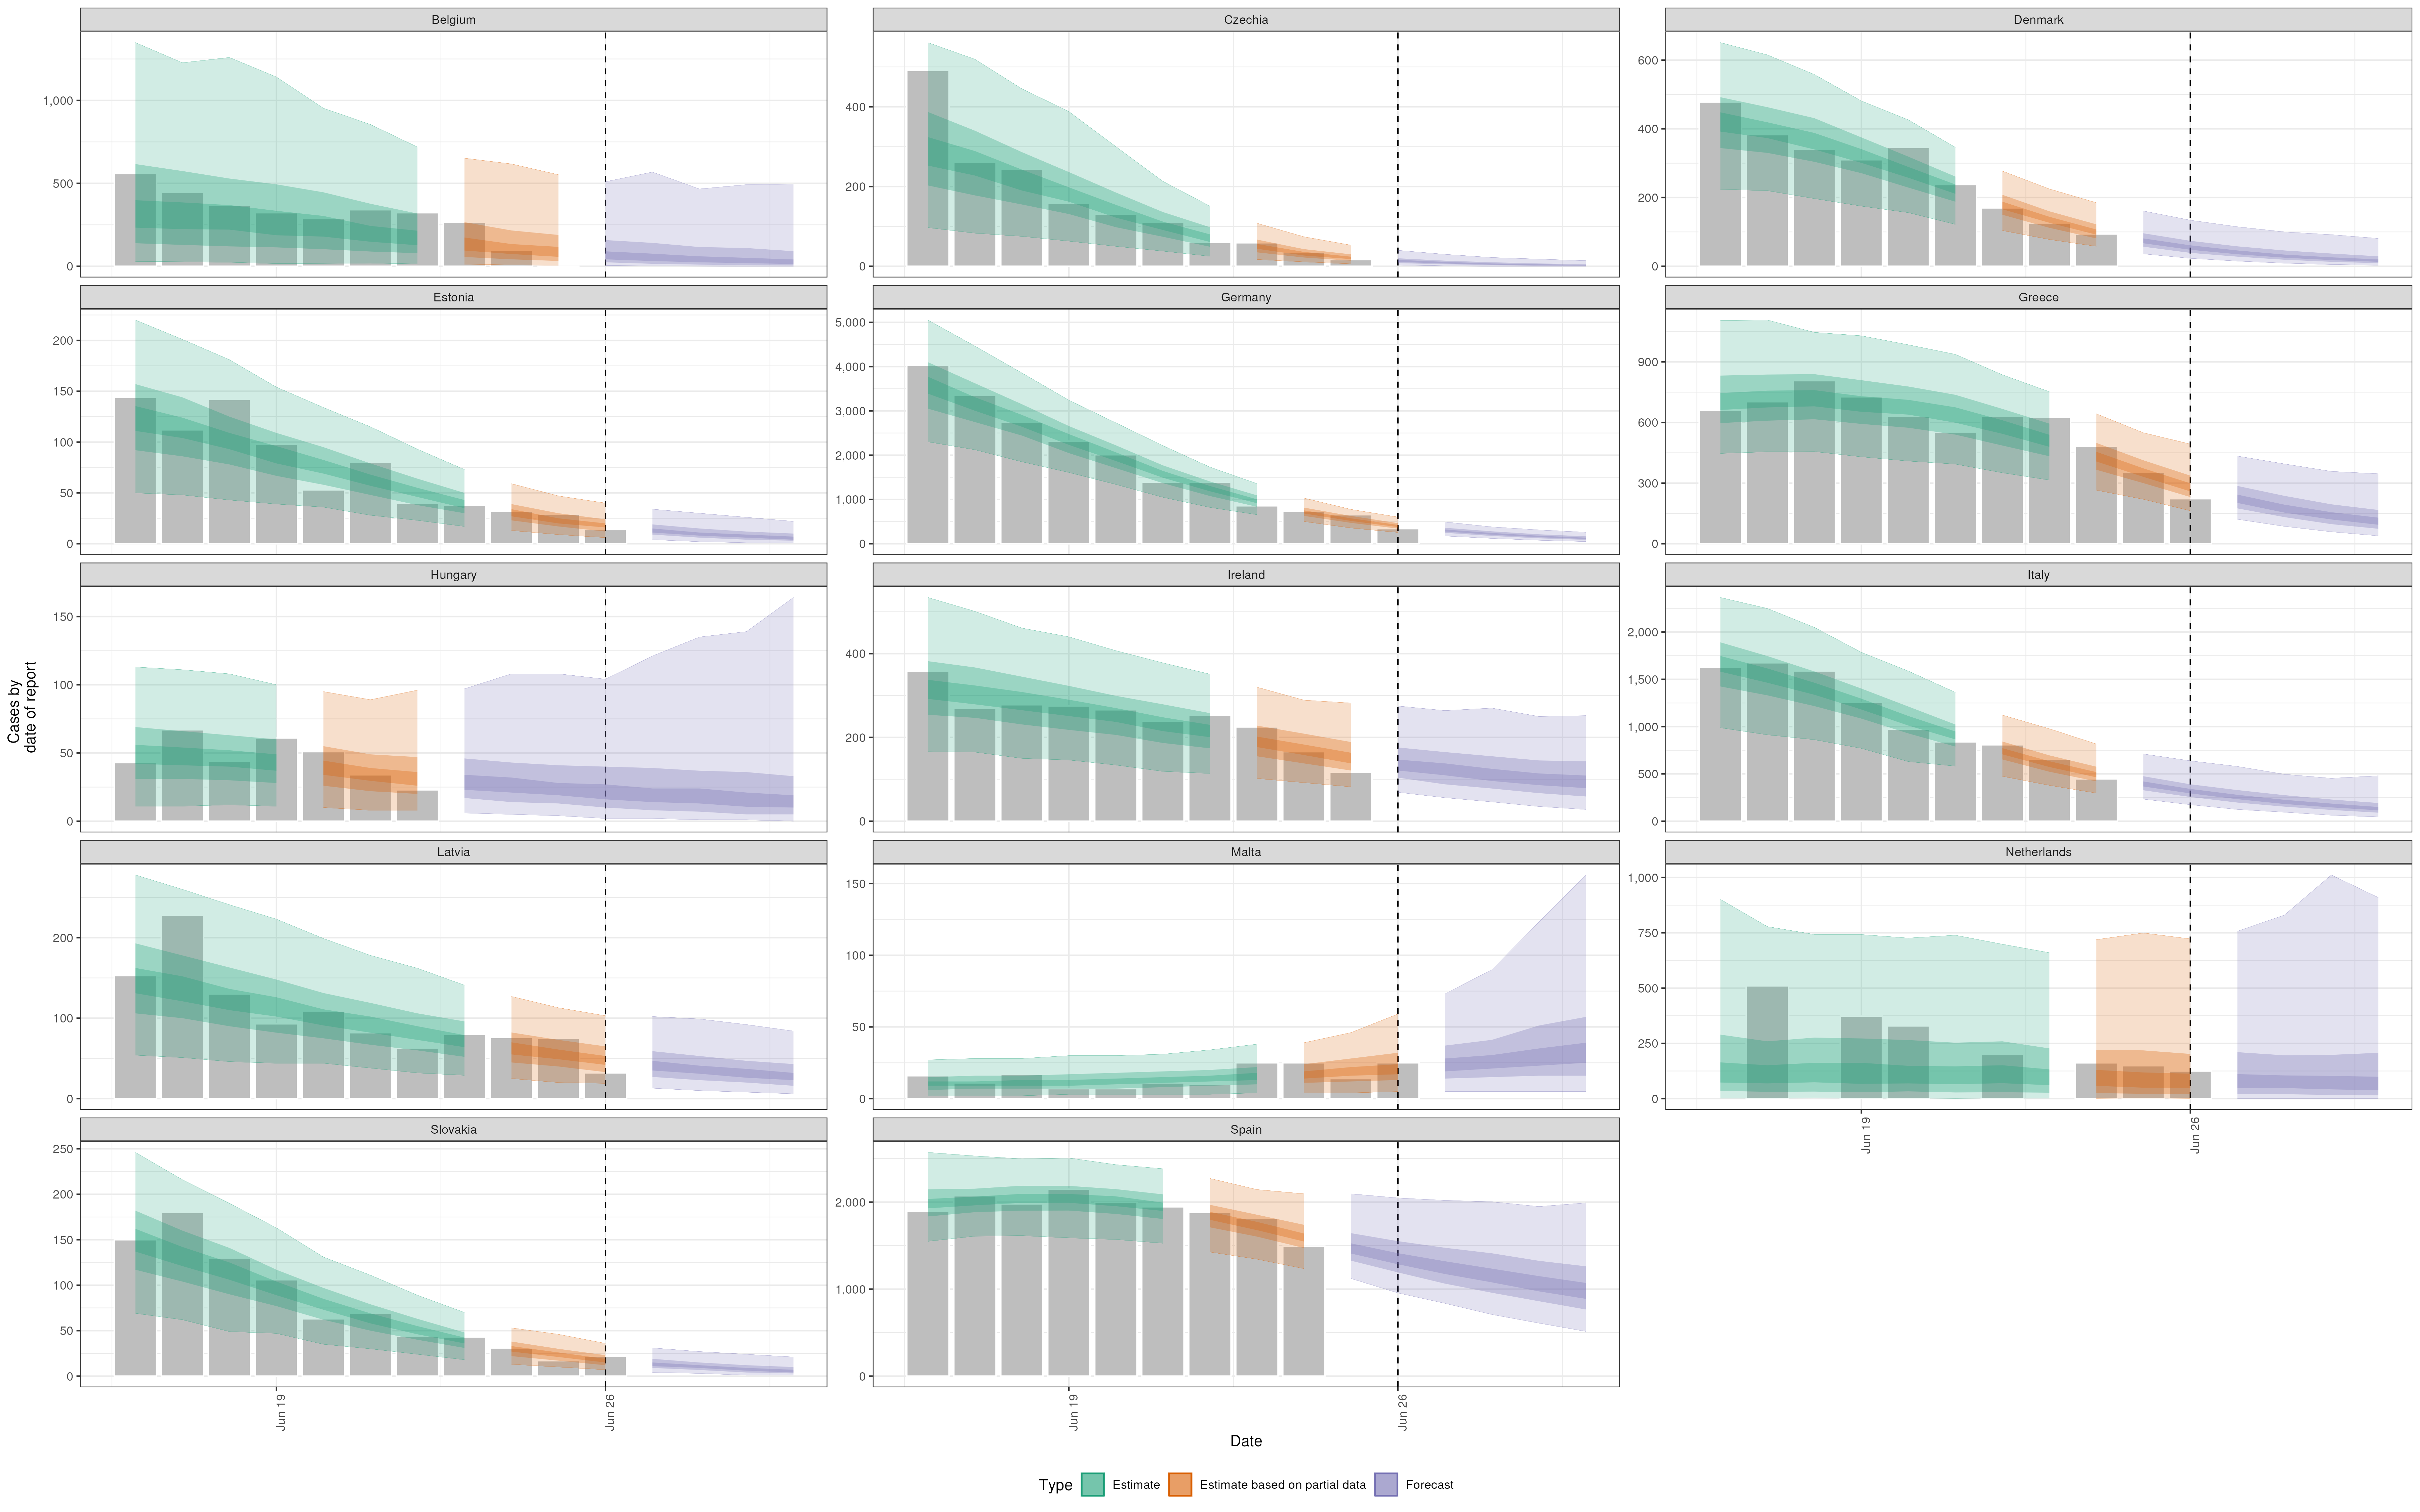 Belgium
Czechia
Denmark
1,000
500
0
400
200
0
600
400
200
0
Estonia
Germany
Greece
200
150
100
50
0
5,000
4,000
3,000
2,000
1,000
0
900
600
300
0
Hungary
Ireland
Italy
Cases by
date of report
150
100
50
0
400
200
0
2,000
1,500
1,000
500
0
Latvia
Malta
Netherlands
200
100
0
150
100
50
0
1,000
750
500
250
0
Jun 19
Jun 26
Slovakia
Spain
250
200
150
100
50
0
2,000
1,000
0
Jun 19
Jun 26
Jun 19
Jun 26
Date
Type Estimate Estimate based on partial data Forecast